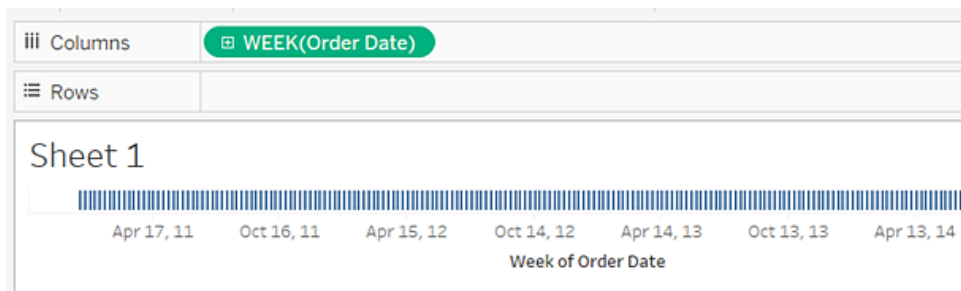 Columns WEEK(Order Date)
Rows
Sheet 1
Apr 17, 11 Oct 16, 11 Apr 15, 12 Oct 14, 12 Apr 14, 13 Oct 13, 13 Apr 13, 14
Week of Order Date